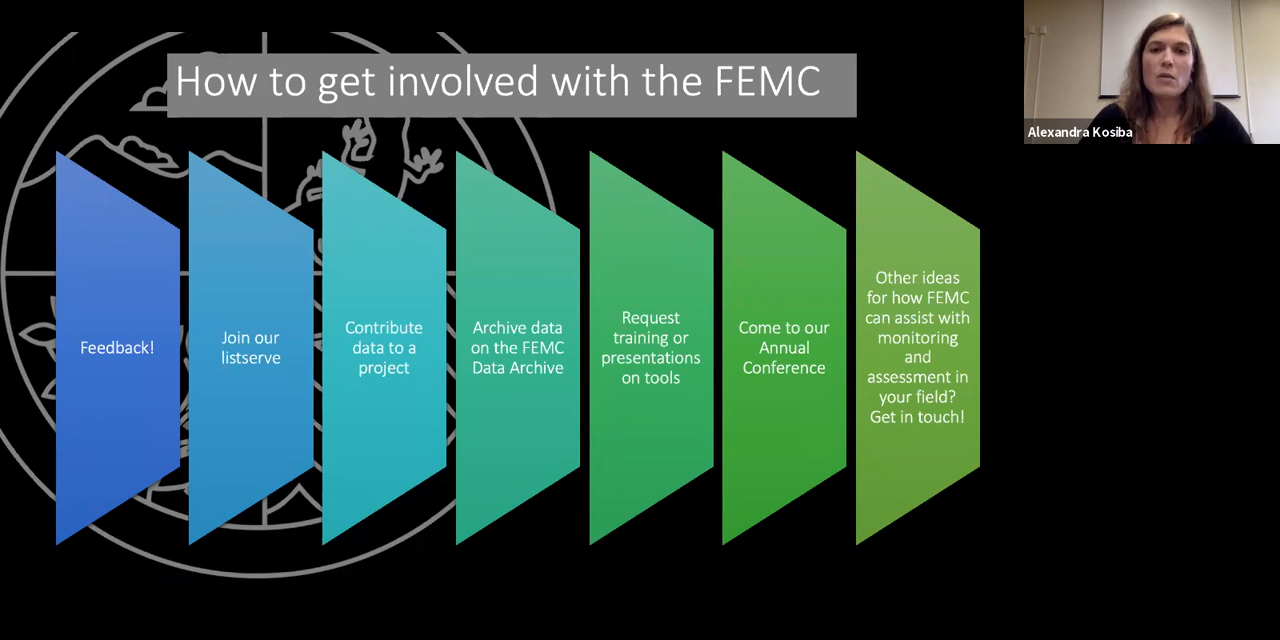 How to get involved with the FEMC
Alexandra Kosiba
Feedback!
Join our
listserve
Contribute
data to a
project
Archive data
on the FEMC
Data Archive
Request
training or
presentations
on tools
Come to our
Annual
Conference
Other ideas
for how FEMC
can assist with
monitoring
and
assessment in
your field?
Get in touch!